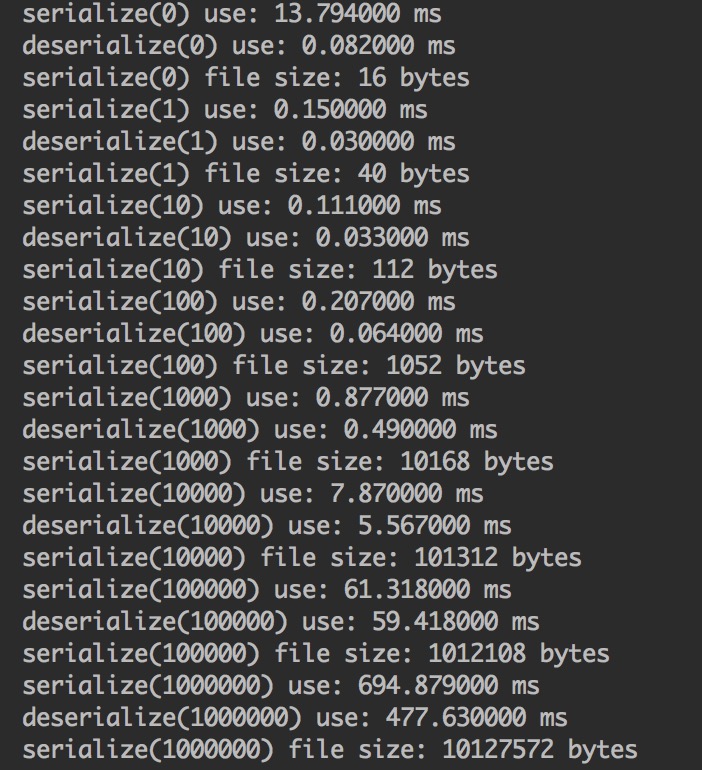 serialize(0) use: 13.794000 ms
deserialize(0) use: 0.082000 ms
serialize(0) file size: 16 bytes
serialize(1) use: 0.150000 ms
deserialize(1) use: 0.030000 ms
serialize(1) file size: 40 bytes
serialize(10) use: 0.111000 ms
deserialize(10) use: 0.033000 ms
serialize(10) file size: 112 bytes
serialize(100) use: 0.207000 ms
deserialize(100) use: 0.064000 ms
serialize(100) file size: 1052 bytes
serialize(1000) use: 0.877000 ms
deserialize(1000) use: 0.490000 ms
serialize(1000) file size: 10168 bytes
serialize(10000) use: 7.870000 ms
deserialize(10000) use: 5.567000 ms
serialize(10000) file size: 101312 bytes
serialize(100000) use: 61.318000 ms
deserialize(100000) use: 59.418000 ms
serialize(100000) file size: 1012108 bytes
serialize(1000000) use: 694.879000 ms
deserialize(1000000) use: 477.630000 ms
serialize(1000000) file size: 10127572 bytes